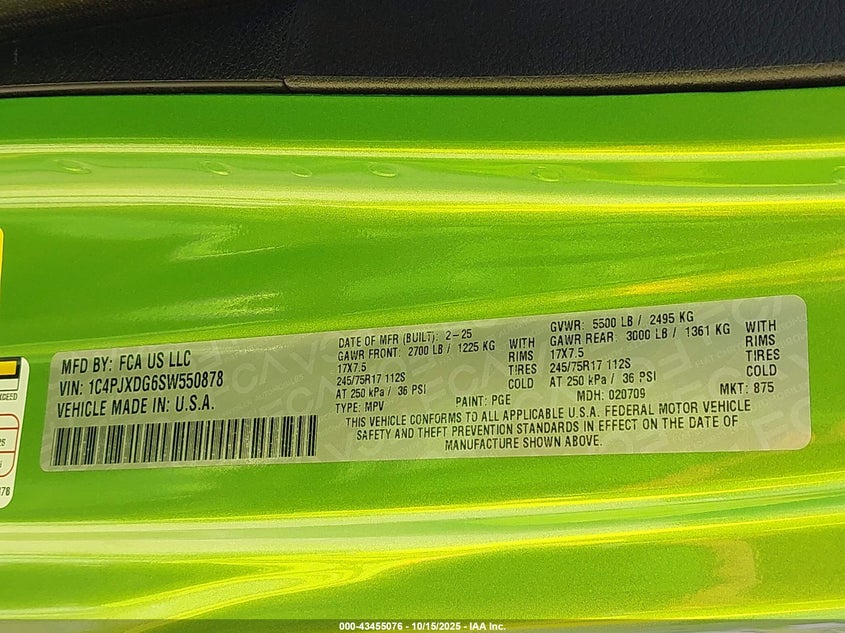 MFD BY: FCA US LLC
VIN: 1C4PJXDG6SW550878
VEHICLE MADE IN: U.S.A.
DATE OF MFR (BUILT): 2-25
GAWR FRONT: 2700 LB / 1225 KG WITH
17X7.5 RIMS
245/75R17 112S TIRES
AT 250 kPa / 36 PSI COLD
TYPE: MPV
GVWR: 5500 LB / 2495 KG
GAWR REAR: 3000 LB / 1361 KG WITH
17X7.5 RIMS
245/75R17 112S TIRES
AT 250 kPa / 36 PSI COLD
PAINT: PGE MDH: 020709 MKT: 875
THIS VEHICLE CONFORMS TO ALL APPLICABLE U.S.A. FEDERAL MOTOR VEHICLE
SAFETY AND THEFT PREVENTION STANDARDS IN EFFECT ON THE DATE OF
MANUFACTURE SHOWN ABOVE.
000-43455076 - 10/15/2025 - IAA Inc.